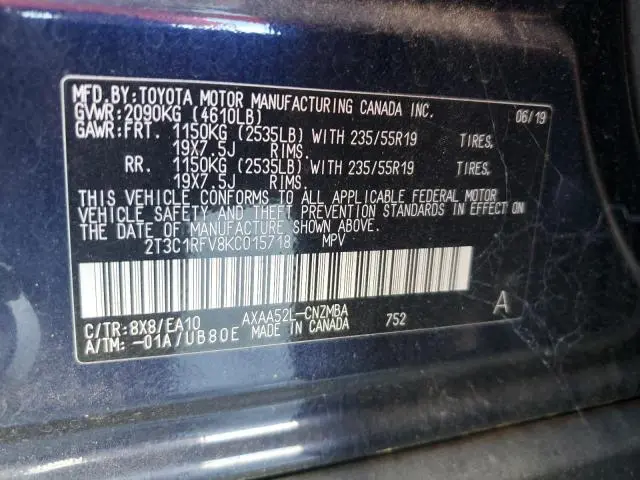 MFD.BY:TOYOTA MOTOR MANUFACTURING CANADA INC. 06/19
GVWR:2090KG (4610LB)
GAWR:FRT. 1150KG (2535LB) WITH 235/55R19 TIRES,
19X7.5J RIMS.
RR. 1150KG (2535LB) WITH 235/55R19 TIRES,
19X7.5J RIMS.
THIS VEHICLE CONFORMS TO ALL APPLICABLE FEDERAL MOTOR
VEHICLE SAFETY AND THEFT PREVENTION STANDARDS IN EFFECT ON
THE DATE OF MANUFACTURE SHOWN ABOVE.
2T3C1RFV8KC015718 MPV
C/TR:8X8/EA10 AXAA52L-CNZMBA 752 A
A/TM:-01A/UB80E MADE IN CANADA